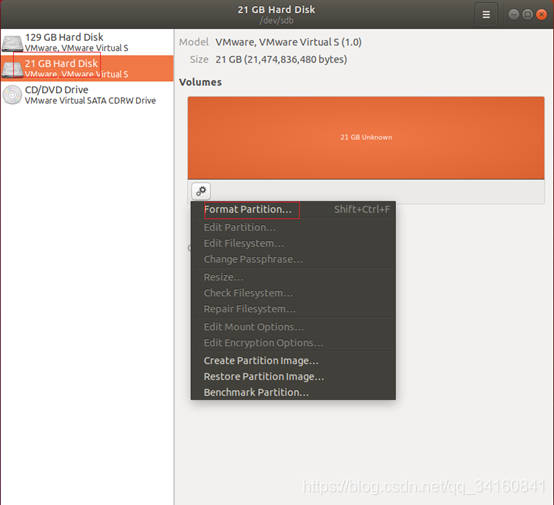 21 GB Hard Disk
/dev/sdb
129 GB Hard Disk
VMware, VMware Virtual S
21 GB Hard Disk
VMware, VMware Virtual S
CD/DVD Drive
VMware Virtual SATA CDRW Drive
Model VMware, VMware Virtual S (1.0)
Size 21 GB (21,474,836,480 bytes)
Volumes
21 GB Unknown
Format Partition... Shift+Ctrl+F
Edit Partition...
Edit Filesystem...
Change Passphrase...
Resize...
Check Filesystem...
Repair Filesystem...
Edit Mount Options...
Edit Encryption Options...
Create Partition Image...
Restore Partition Image...
Benchmark Partition...
https://blog.csdn.net/qq_34160841